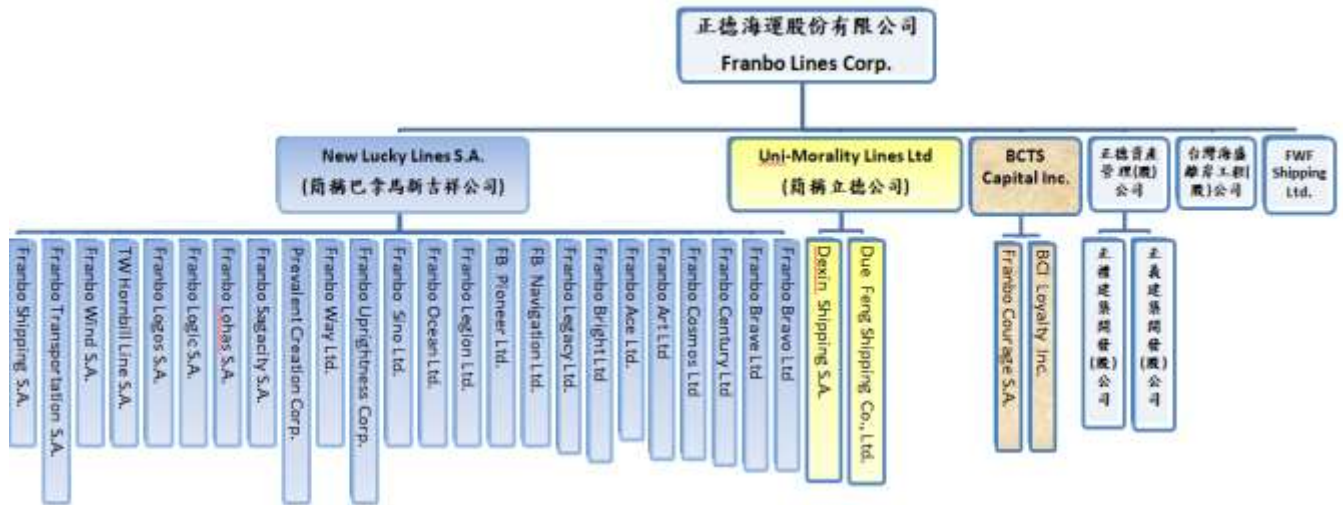 正德海運股份有限公司
Franbo Lines Corp.
New Lucky Lines S.A.
(簡稱巴拿馬新吉祥公司)
Uni-Morality Lines Ltd
(簡稱立德公司)
BCTS
Capital Inc.
正德資產
管理(股)
公司
台灣海盛
離岸工程(
股)公司
FWF
Shipping
Ltd.
Franbo Shipping S.A.
Franbo Transportation S.A.
Franbo Wind S.A.
TW Hornbill Line S.A.
Franbo Logos S.A.
Franbo Logic S.A.
Franbo Lohas S.A.
Franbo Sagacity S.A.
Prevalent Creation Corp.
Franbo Way Ltd.
Franbo Uprightness Corp.
Franbo Sino Ltd.
Franbo Ocean Ltd.
Franbo Legion Ltd.
FB Pioneer Ltd.
FB Navigation Ltd.
Franbo Legacy Ltd.
Franbo Bright Ltd
Franbo Ace Ltd.
Franbo Art Ltd
Franbo Cosmos Ltd
Franbo Century Ltd
Franbo Brave Ltd
Franbo Bravo Ltd
Dexin Shipping S.A.
Due Feng Shipping Co., Ltd.
Franbo Courage S.A.
BCI Loyalty Inc.
正禮建築開發(股)公司
正義建築開發(股)公司